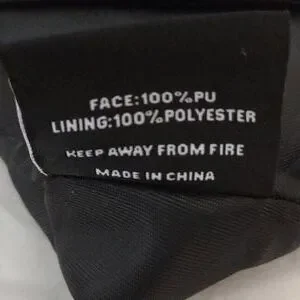 FACE:100%PU
LINING:100%POLYESTER
KEEP AWAY FROM FIRE
MADE IN CHINA